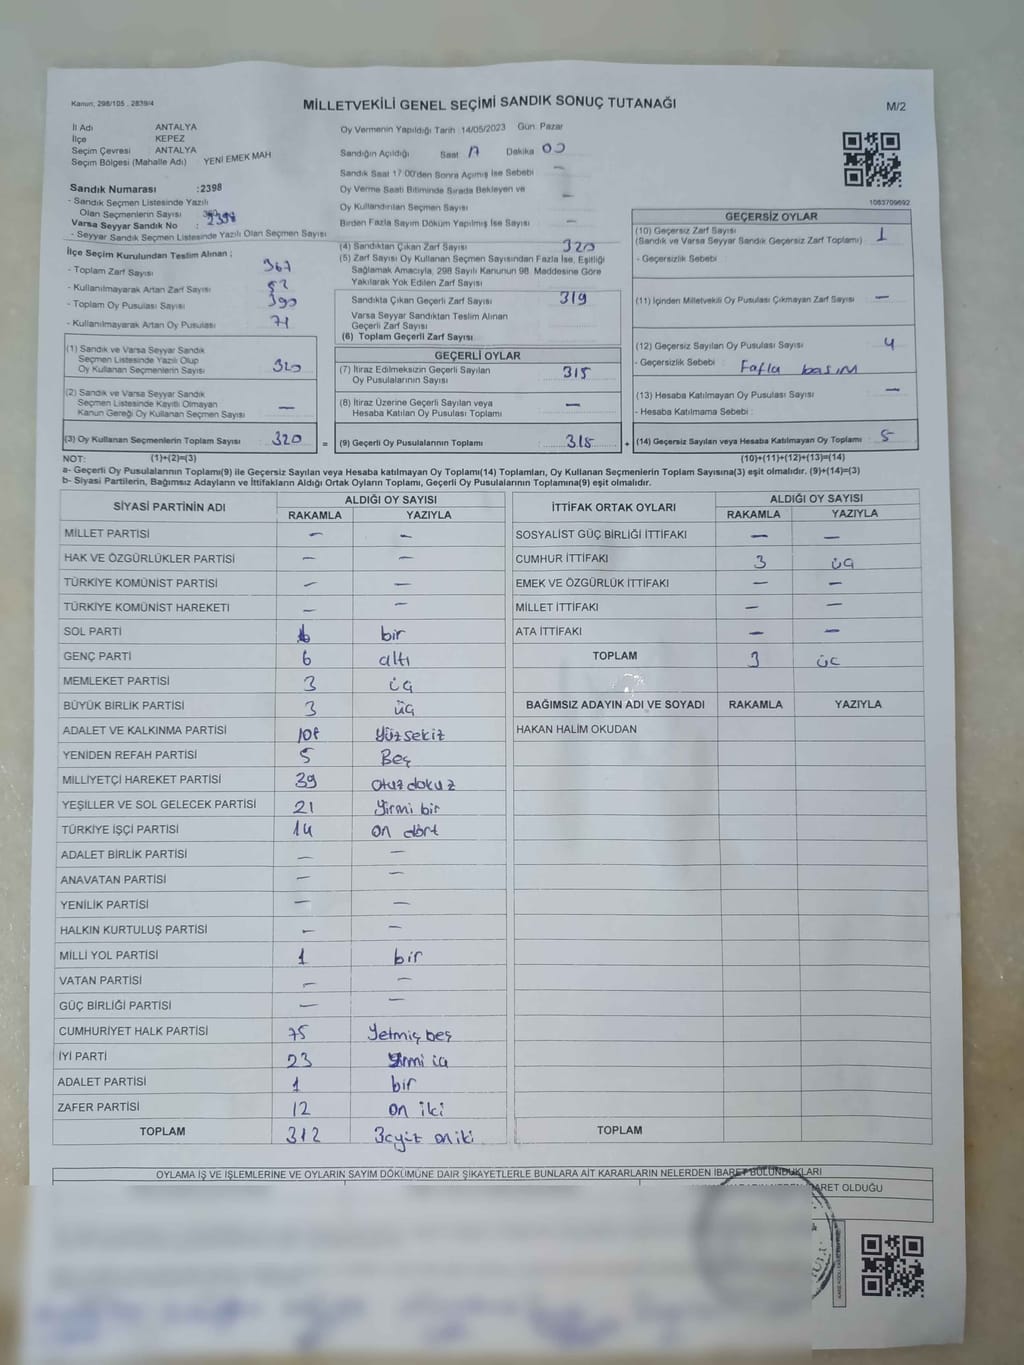 Kanun; 298/105 . 2839/4
MİLLETVEKİLİ GENEL SEÇİMİ SANDIK SONUÇ TUTANAĞI
M/2
İl Adı ANTALYA
İlçe KEPEZ
Seçim Çevresi : ANTALYA
Seçim Bölgesi (Mahalle Adı) YENİ EMEK MAH
Oy Vermenin Yapıldığı Tarih :14/05/2023 Gün: Pazar
Sandığın Açıldığı Saat 17 Dakika 00
Sandık Saat 17:00'den Sonra Açımış İse Sebebi —
Oy Verme Saati Bitiminde Sırada Bekleyen ve
Oy Kullandırılan Seçmen Sayısı —
Birden Fazla Sayım Döküm Yapılmış İse Sayısı —
1083709692
Sandık Numarası :2398
- Sandık Seçmen Listesinde Yazılı
Olan Seçmenlerin Sayısı
Varsa Seyyar Sandık No :
- Seyyar Sandık Seçmen Listesinde Yazılı Olan Seçmen Sayısı
İlçe Seçim Kurulundan Teslim Alınan ;
- Toplam Zarf Sayısı 367
- Kullanılmayarak Artan Zarf Sayısı
- Toplam Oy Pusulası Sayısı 390
- Kullanılmayarak Artan Oy Pusulası 71
(1) Sandık ve Varsa Seyyar Sandık
Seçmen Listesinde Yazılı Olup
Oy Kullanan Seçmenlerin Sayısı 320
(2) Sandık ve Varsa Seyyar Sandık
Seçmen Listesinde Kayıtlı Olmayan
Kanun Gereği Oy Kullanan Seçmen Sayısı —
(3) Oy Kullanan Seçmenlerin Toplam Sayısı 320
(4) Sandıktan Çıkan Zarf Sayısı 320
(5) Zarf Sayısı Oy Kullanan Seçmen Sayısından Fazla İse, Eşitliği
Sağlamak Amacıyla, 298 Sayılı Kanunun 98. Maddesine Göre
Yakılarak Yok Edilen Zarf Sayısı
Sandıkta Çıkan Geçerli Zarf Sayısı 319
Varsa Seyyar Sandıktan Teslim Alınan
Geçerli Zarf Sayısı
(6) Toplam Geçerli Zarf Sayısı
GEÇERLİ OYLAR
(7) İtiraz Edilmeksizin Geçerli Sayılan
Oy Pusulalarının Sayısı 315
(8) İtiraz Üzerine Geçerli Sayılan veya
Hesaba Katılan Oy Pusulası Toplamı —
= (9) Geçerli Oy Pusulalarının Toplamı 315 +
GEÇERSİZ OYLAR
(10) Geçersiz Zarf Sayısı 1
(Sandık ve Varsa Seyyar Sandık Geçersiz Zarf Toplamı)
- Geçersizlik Sebebi :
(11) İçinden Milletvekili Oy Pusulası Çıkmayan Zarf Sayısı —
(12) Geçersiz Sayılan Oy Pusulası Sayısı 4
- Geçersizlik Sebebi : Fafla basım
(13) Hesaba Katılmayan Oy Pusulası Sayısı —
- Hesaba Katılmama Sebebi :
(14) Geçersiz Sayılan veya Hesaba Katılmayan Oy Toplamı 5
NOT: (1)+(2)=(3) (10)+(11)+(12)+(13)=(14)
a- Geçerli Oy Pusulalarının Toplamı(9) ile Geçersiz Sayılan veya Hesaba katılmayan Oy Toplamı(14) Toplamları, Oy Kullanan Seçmenlerin Toplam Sayısına(3) eşit olmalıdır. (9)+(14)=(3)
b- Siyasi Partilerin, Bağımsız Adayların ve İttifakların Aldığı Ortak Oyların Toplamı, Geçerli Oy Pusulalarının Toplamına(9) eşit olmalıdır.
SİYASİ PARTİNİN ADI ALDIĞI OY SAYISI
RAKAMLA YAZIYLA
MİLLET PARTİSİ — —
HAK VE ÖZGÜRLÜKLER PARTİSİ — —
TÜRKİYE KOMÜNİST PARTİSİ — —
TÜRKİYE KOMÜNİST HAREKETİ — —
SOL PARTİ bir
GENÇ PARTİ 6 altı
MEMLEKET PARTİSİ 3 üç
BÜYÜK BİRLİK PARTİSİ 3 üç
ADALET VE KALKINMA PARTİSİ 108 Yüzsekiz
YENİDEN REFAH PARTİSİ 5 Beş
MİLLİYETÇİ HAREKET PARTİSİ 39 otuzdokuz
YEŞİLLER VE SOL GELECEK PARTİSİ 21 Yirmi bir
TÜRKİYE İŞÇİ PARTİSİ 14 on dört
ADALET BİRLİK PARTİSİ — —
ANAVATAN PARTİSİ — —
YENİLİK PARTİSİ — —
HALKIN KURTULUŞ PARTİSİ — —
MİLLİ YOL PARTİSİ 1 bir
VATAN PARTİSİ — —
GÜÇ BİRLİĞİ PARTİSİ — —
CUMHURİYET HALK PARTİSİ 75 Yetmiş beş
İYİ PARTİ 23 Yirmi üç
ADALET PARTİSİ 1 bir
ZAFER PARTİSİ 12 on iki
TOPLAM 312 3cyüz oniki
İTTİFAK ORTAK OYLARI ALDIĞI OY SAYISI
RAKAMLA YAZIYLA
SOSYALİST GÜÇ BİRLİĞİ İTTİFAKI — —
CUMHUR İTTİFAKI 3 üç
EMEK VE ÖZGÜRLÜK İTTİFAKI — —
MİLLET İTTİFAKI — —
ATA İTTİFAKI — —
TOPLAM 3 üc
BAĞIMSIZ ADAYIN ADI VE SOYADI RAKAMLA YAZIYLA
HAKAN HALİM OKUDAN
TOPLAM
OYLAMA İŞ VE İŞLEMLERİNE VE OYLARIN SAYIM DÖKÜMÜNE DAİR ŞİKAYETLERLE BUNLARA AİT KARARLARIN NELERDEN İBARET BULUNDUKLARI
İBARET OLDUĞU